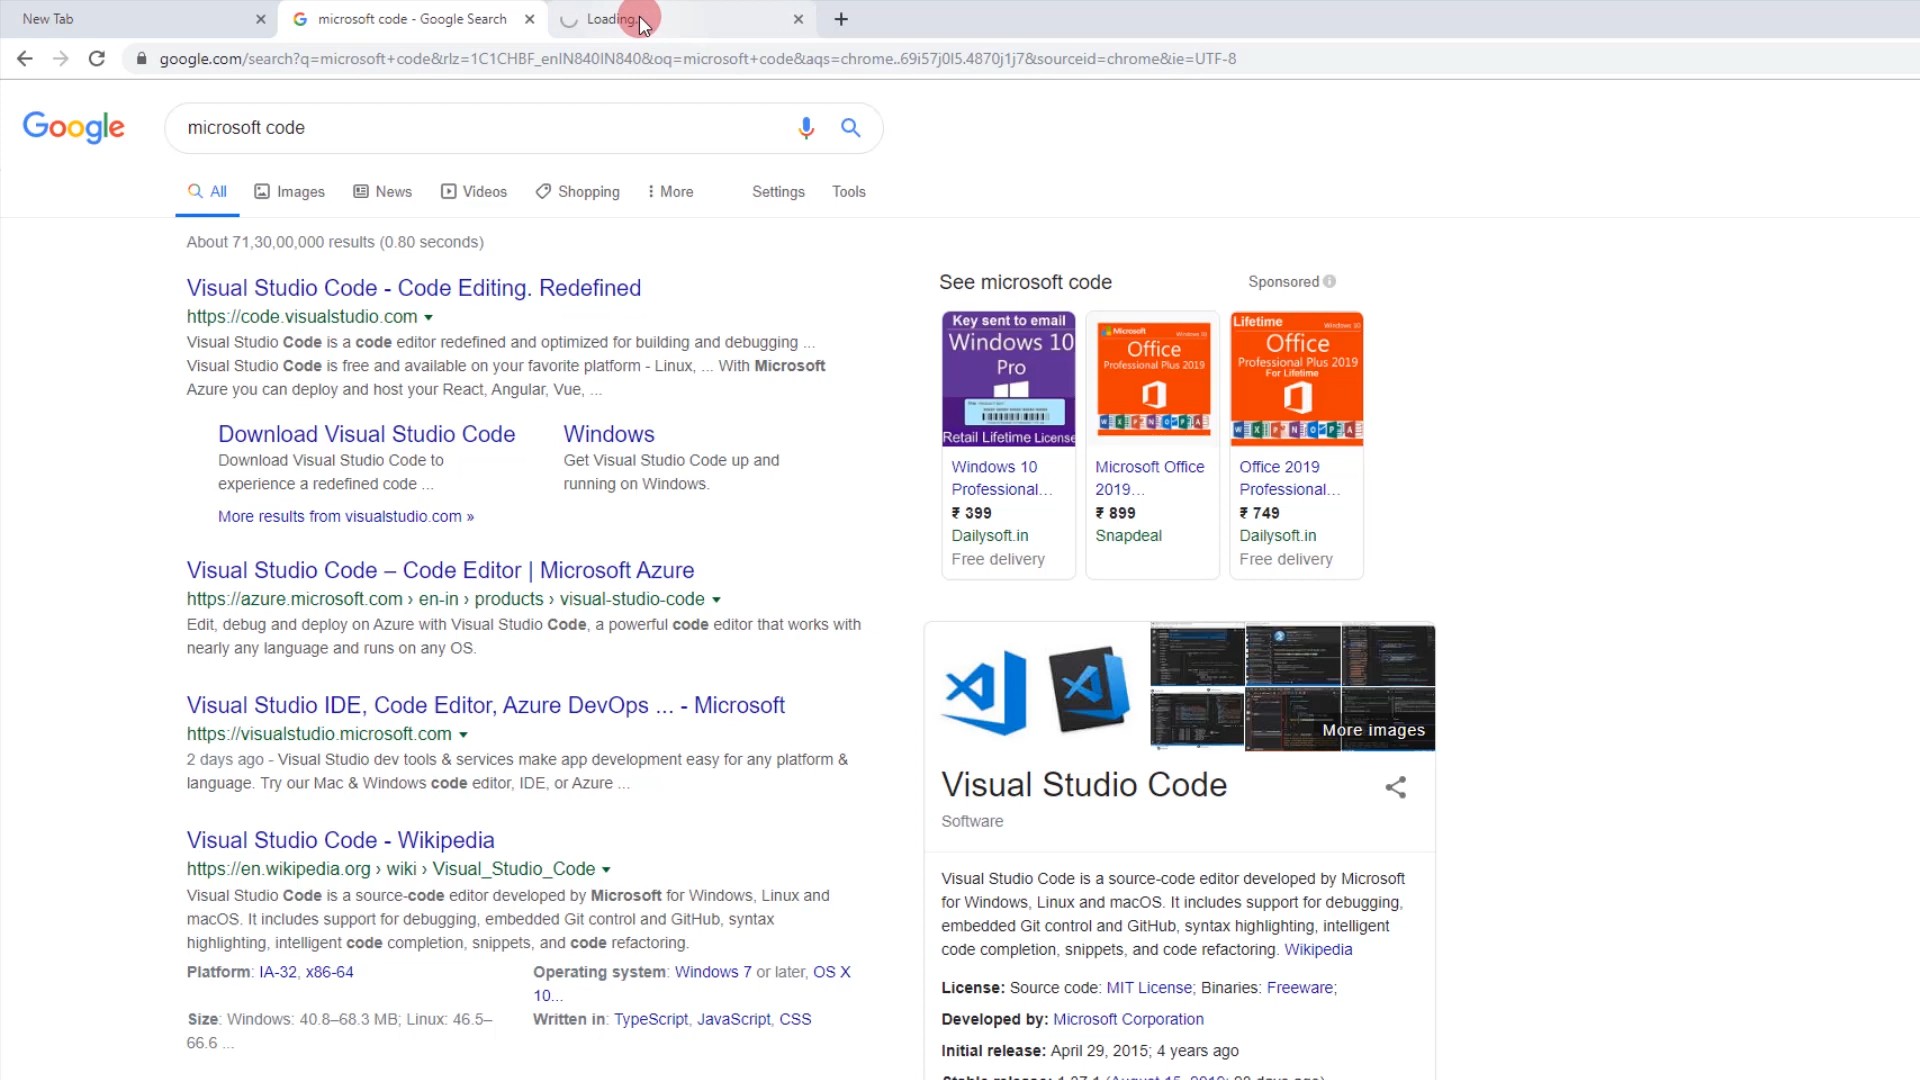 New Tab
microsoft code - Google Search
Loading...
google.com/search?q=microsoft+code&rlz=1C1CHBF_enIN840IN840&oq=microsoft+code&aqs=chrome..69i57j0l5.4870j1j7&sourceid=chrome&ie=UTF-8
Google
microsoft code
All
Images
News
Videos
Shopping
More
Settings
Tools
About 71,30,00,000 results (0.80 seconds)
Visual Studio Code - Code Editing. Redefined
https://code.visualstudio.com
Visual Studio Code is a code editor redefined and optimized for building and debugging ...
Visual Studio Code is free and available on your favorite platform - Linux, ... With Microsoft
Azure you can deploy and host your React, Angular, Vue, ...
Download Visual Studio Code
Download Visual Studio Code to
experience a redefined code ...
Windows
Get Visual Studio Code up and
running on Windows.
More results from visualstudio.com »
Visual Studio Code – Code Editor | Microsoft Azure
https://azure.microsoft.com › en-in › products › visual-studio-code
Edit, debug and deploy on Azure with Visual Studio Code, a powerful code editor that works with
nearly any language and runs on any OS.
Visual Studio IDE, Code Editor, Azure DevOps ... - Microsoft
https://visualstudio.microsoft.com
2 days ago - Visual Studio dev tools & services make app development easy for any platform &
language. Try our Mac & Windows code editor, IDE, or Azure ...
Visual Studio Code - Wikipedia
https://en.wikipedia.org › wiki › Visual_Studio_Code
Visual Studio Code is a source-code editor developed by Microsoft for Windows, Linux and
macOS. It includes support for debugging, embedded Git control and GitHub, syntax
highlighting, intelligent code completion, snippets, and code refactoring.
Platform: IA-32, x86-64
Operating system: Windows 7 or later, OS X
10...
Size: Windows: 40.8–68.3 MB; Linux: 46.5–
66.6 ...
Written in: TypeScript, JavaScript, CSS
See microsoft code
Sponsored
Key sent to email
Windows 10
Pro
Retail Lifetime License
Windows 10
Professional...
₹ 399
Dailysoft.in
Free delivery
Microsoft
Windows 10
Office
Professional Plus 2019
Microsoft Office
2019...
₹ 899
Snapdeal
Lifetime
Windows 10
Office
Professional Plus 2019
For Lifetime
Office 2019
Professional...
₹ 749
Dailysoft.in
Free delivery
More images
Visual Studio Code
Software
Visual Studio Code is a source-code editor developed by Microsoft
for Windows, Linux and macOS. It includes support for debugging,
embedded Git control and GitHub, syntax highlighting, intelligent
code completion, snippets, and code refactoring. Wikipedia
License: Source code: MIT License; Binaries: Freeware;
Developed by: Microsoft Corporation
Initial release: April 29, 2015; 4 years ago